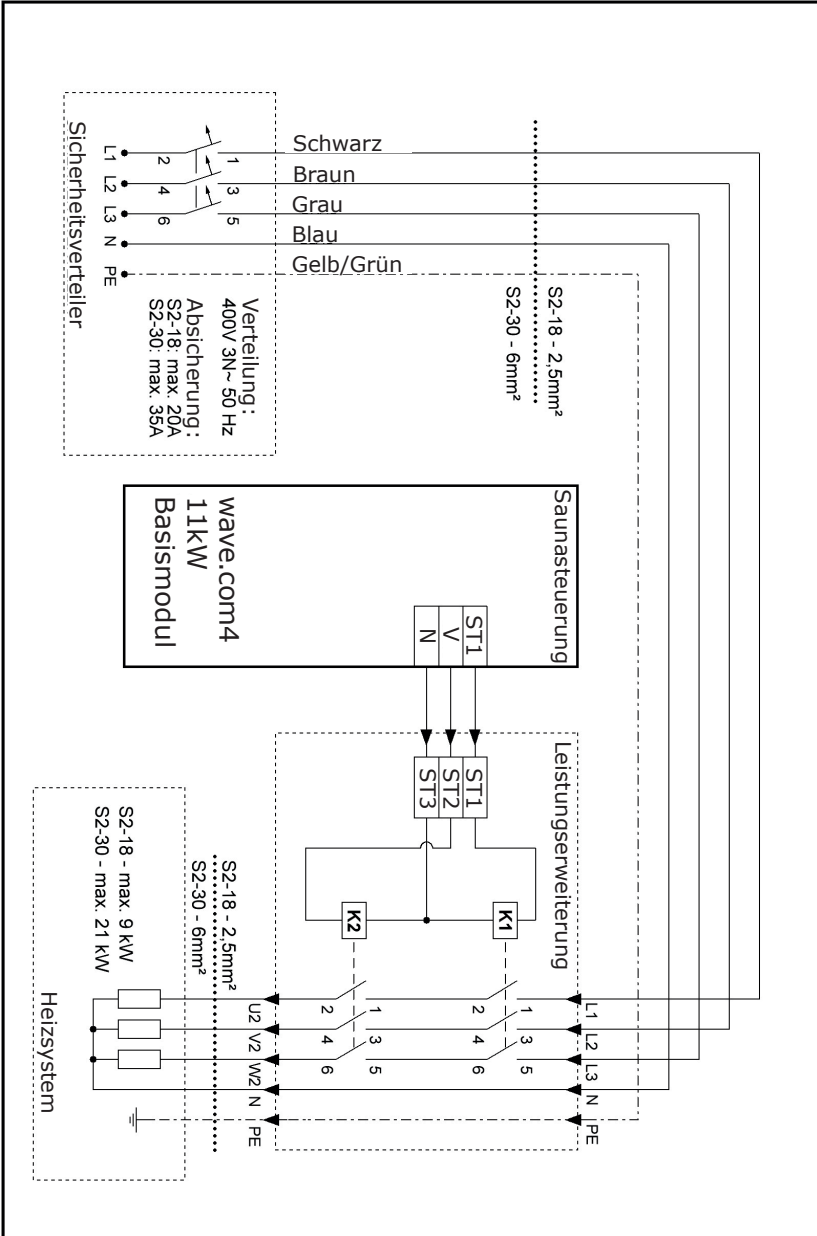 Schwarz
Braun
Grau
Blau
Gelb/Grün
Sicherheitsverteiler
L1
L2
L3
N
PE
2
4
6
1
3
5
Verteilung:
400V 3N~ 50 Hz
Absicherung:
S2-18: max. 20A
S2-30: max. 35A
S2-18 - 2,5mm²
S2-30 - 6mm²
Saunasteuerung
wave.com4
11kW
Basismodul
ST1
V
N
Leistungserweiterung
ST1
ST2
ST3
K1
K2
L1
L2
L3
N
PE
1
3
5
2
4
6
1
3
5
2
4
6
U2
V2
W2
N
PE
S2-18 - 2,5mm²
S2-30 - 6mm²
S2-18 - max. 9 kW
S2-30 - max. 21 kW
Heizsystem